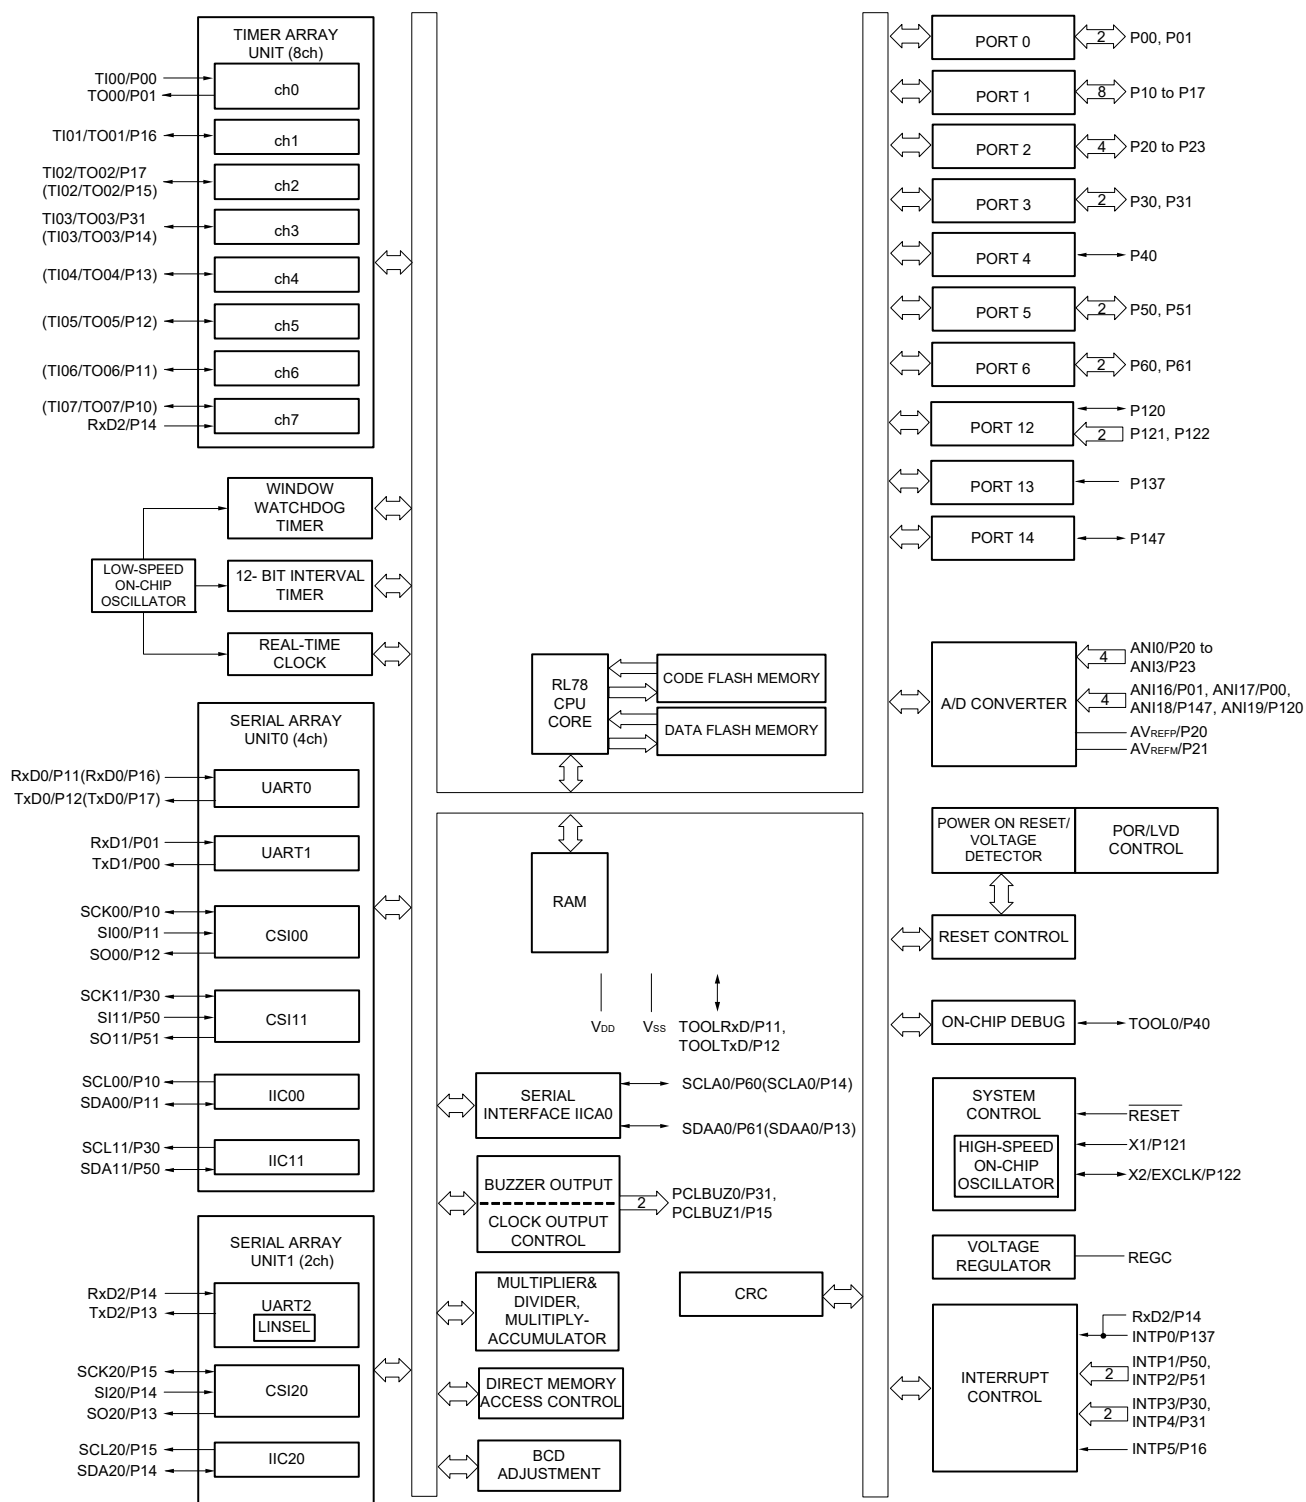 TIMER ARRAY
UNIT (8ch)
TI00/P00
TO00/P01
ch0
TI01/TO01/P16
ch1
TI02/TO02/P17
(TI02/TO02/P15)
ch2
TI03/TO03/P31
(TI03/TO03/P14)
ch3
(TI04/TO04/P13)
ch4
(TI05/TO05/P12)
ch5
(TI06/TO06/P11)
ch6
(TI07/TO07/P10)
RxD2/P14
ch7
WINDOW
WATCHDOG
TIMER
LOW-SPEED
ON-CHIP
OSCILLATOR
12- BIT INTERVAL
TIMER
REAL-TIME
CLOCK
SERIAL ARRAY
UNIT0 (4ch)
RxD0/P11(RxD0/P16)
TxD0/P12(TxD0/P17)
UART0
RxD1/P01
TxD1/P00
UART1
SCK00/P10
SI00/P11
SO00/P12
CSI00
SCK11/P30
SI11/P50
SO11/P51
CSI11
SCL00/P10
SDA00/P11
IIC00
SCL11/P30
SDA11/P50
IIC11
SERIAL ARRAY
UNIT1 (2ch)
RxD2/P14
TxD2/P13
UART2
LINSEL
SCK20/P15
SI20/P14
SO20/P13
CSI20
SCL20/P15
SDA20/P14
IIC20
RL78
CPU
CORE
CODE FLASH MEMORY
DATA FLASH MEMORY
RAM
VDD
VSS
TOOLRxD/P11,
TOOLTxD/P12
SERIAL
INTERFACE IICA0
SCLA0/P60(SCLA0/P14)
SDAA0/P61(SDAA0/P13)
BUZZER OUTPUT
CLOCK OUTPUT
CONTROL
2
PCLBUZ0/P31,
PCLBUZ1/P15
MULTIPLIER&
DIVIDER,
MULITIPLY-
ACCUMULATOR
CRC
DIRECT MEMORY
ACCESS CONTROL
BCD
ADJUSTMENT
PORT 0
2
P00, P01
PORT 1
8
P10 to P17
PORT 2
4
P20 to P23
PORT 3
2
P30, P31
PORT 4
P40
PORT 5
2
P50, P51
PORT 6
2
P60, P61
PORT 12
P120
2
P121, P122
PORT 13
P137
PORT 14
P147
A/D CONVERTER
4
ANI0/P20 to
ANI3/P23
4
ANI16/P01, ANI17/P00,
ANI18/P147, ANI19/P120
AVREFP/P20
AVREFM/P21
POWER ON RESET/
VOLTAGE
DETECTOR
POR/LVD
CONTROL
RESET CONTROL
ON-CHIP DEBUG
TOOL0/P40
SYSTEM
CONTROL
HIGH-SPEED
ON-CHIP
OSCILLATOR
RESET
X1/P121
X2/EXCLK/P122
VOLTAGE
REGULATOR
REGC
INTERRUPT
CONTROL
RxD2/P14
INTP0/P137
2
INTP1/P50,
INTP2/P51
2
INTP3/P30,
INTP4/P31
INTP5/P16